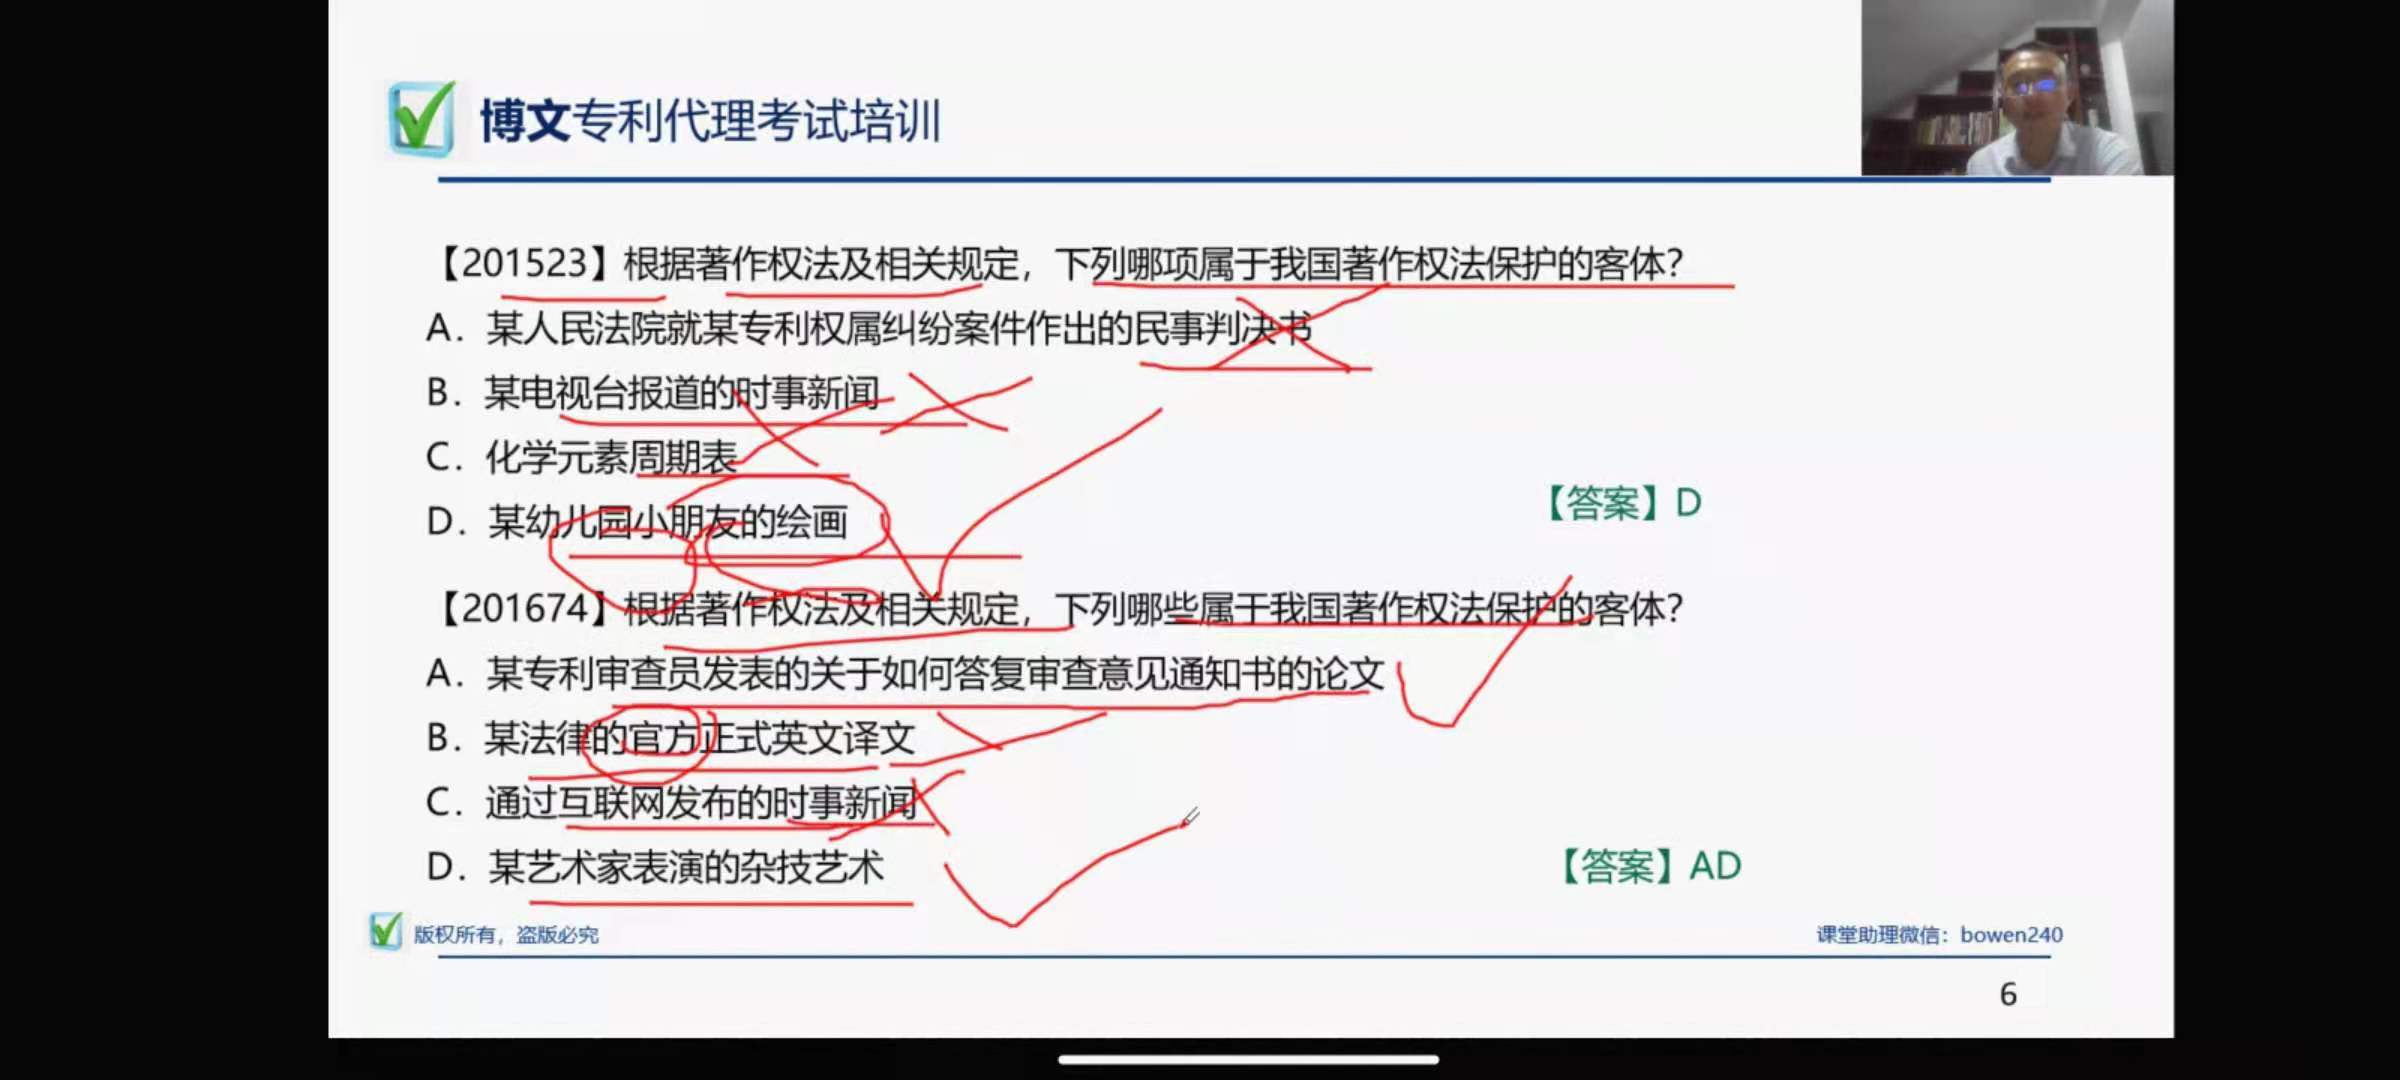 博文专利代理考试培训
【201523】根据著作权法及相关规定，下列哪项属于我国著作权法保护的客体？
A．某人民法院就某专利权属纠纷案件作出的民事判决书
B．某电视台报道的时事新闻
C．化学元素周期表
【答案】D
D．某幼儿园小朋友的绘画
【201674】根据著作权法及相关规定，下列哪些属于我国著作权法保护的客体？
A．某专利审查员发表的关于如何答复审查意见通知书的论文
B．某法律的官方正式英文译文
C．通过互联网发布的时事新闻
D．某艺术家表演的杂技艺术
【答案】AD
版权所有，盗版必究
课堂助理微信：bowen240
6